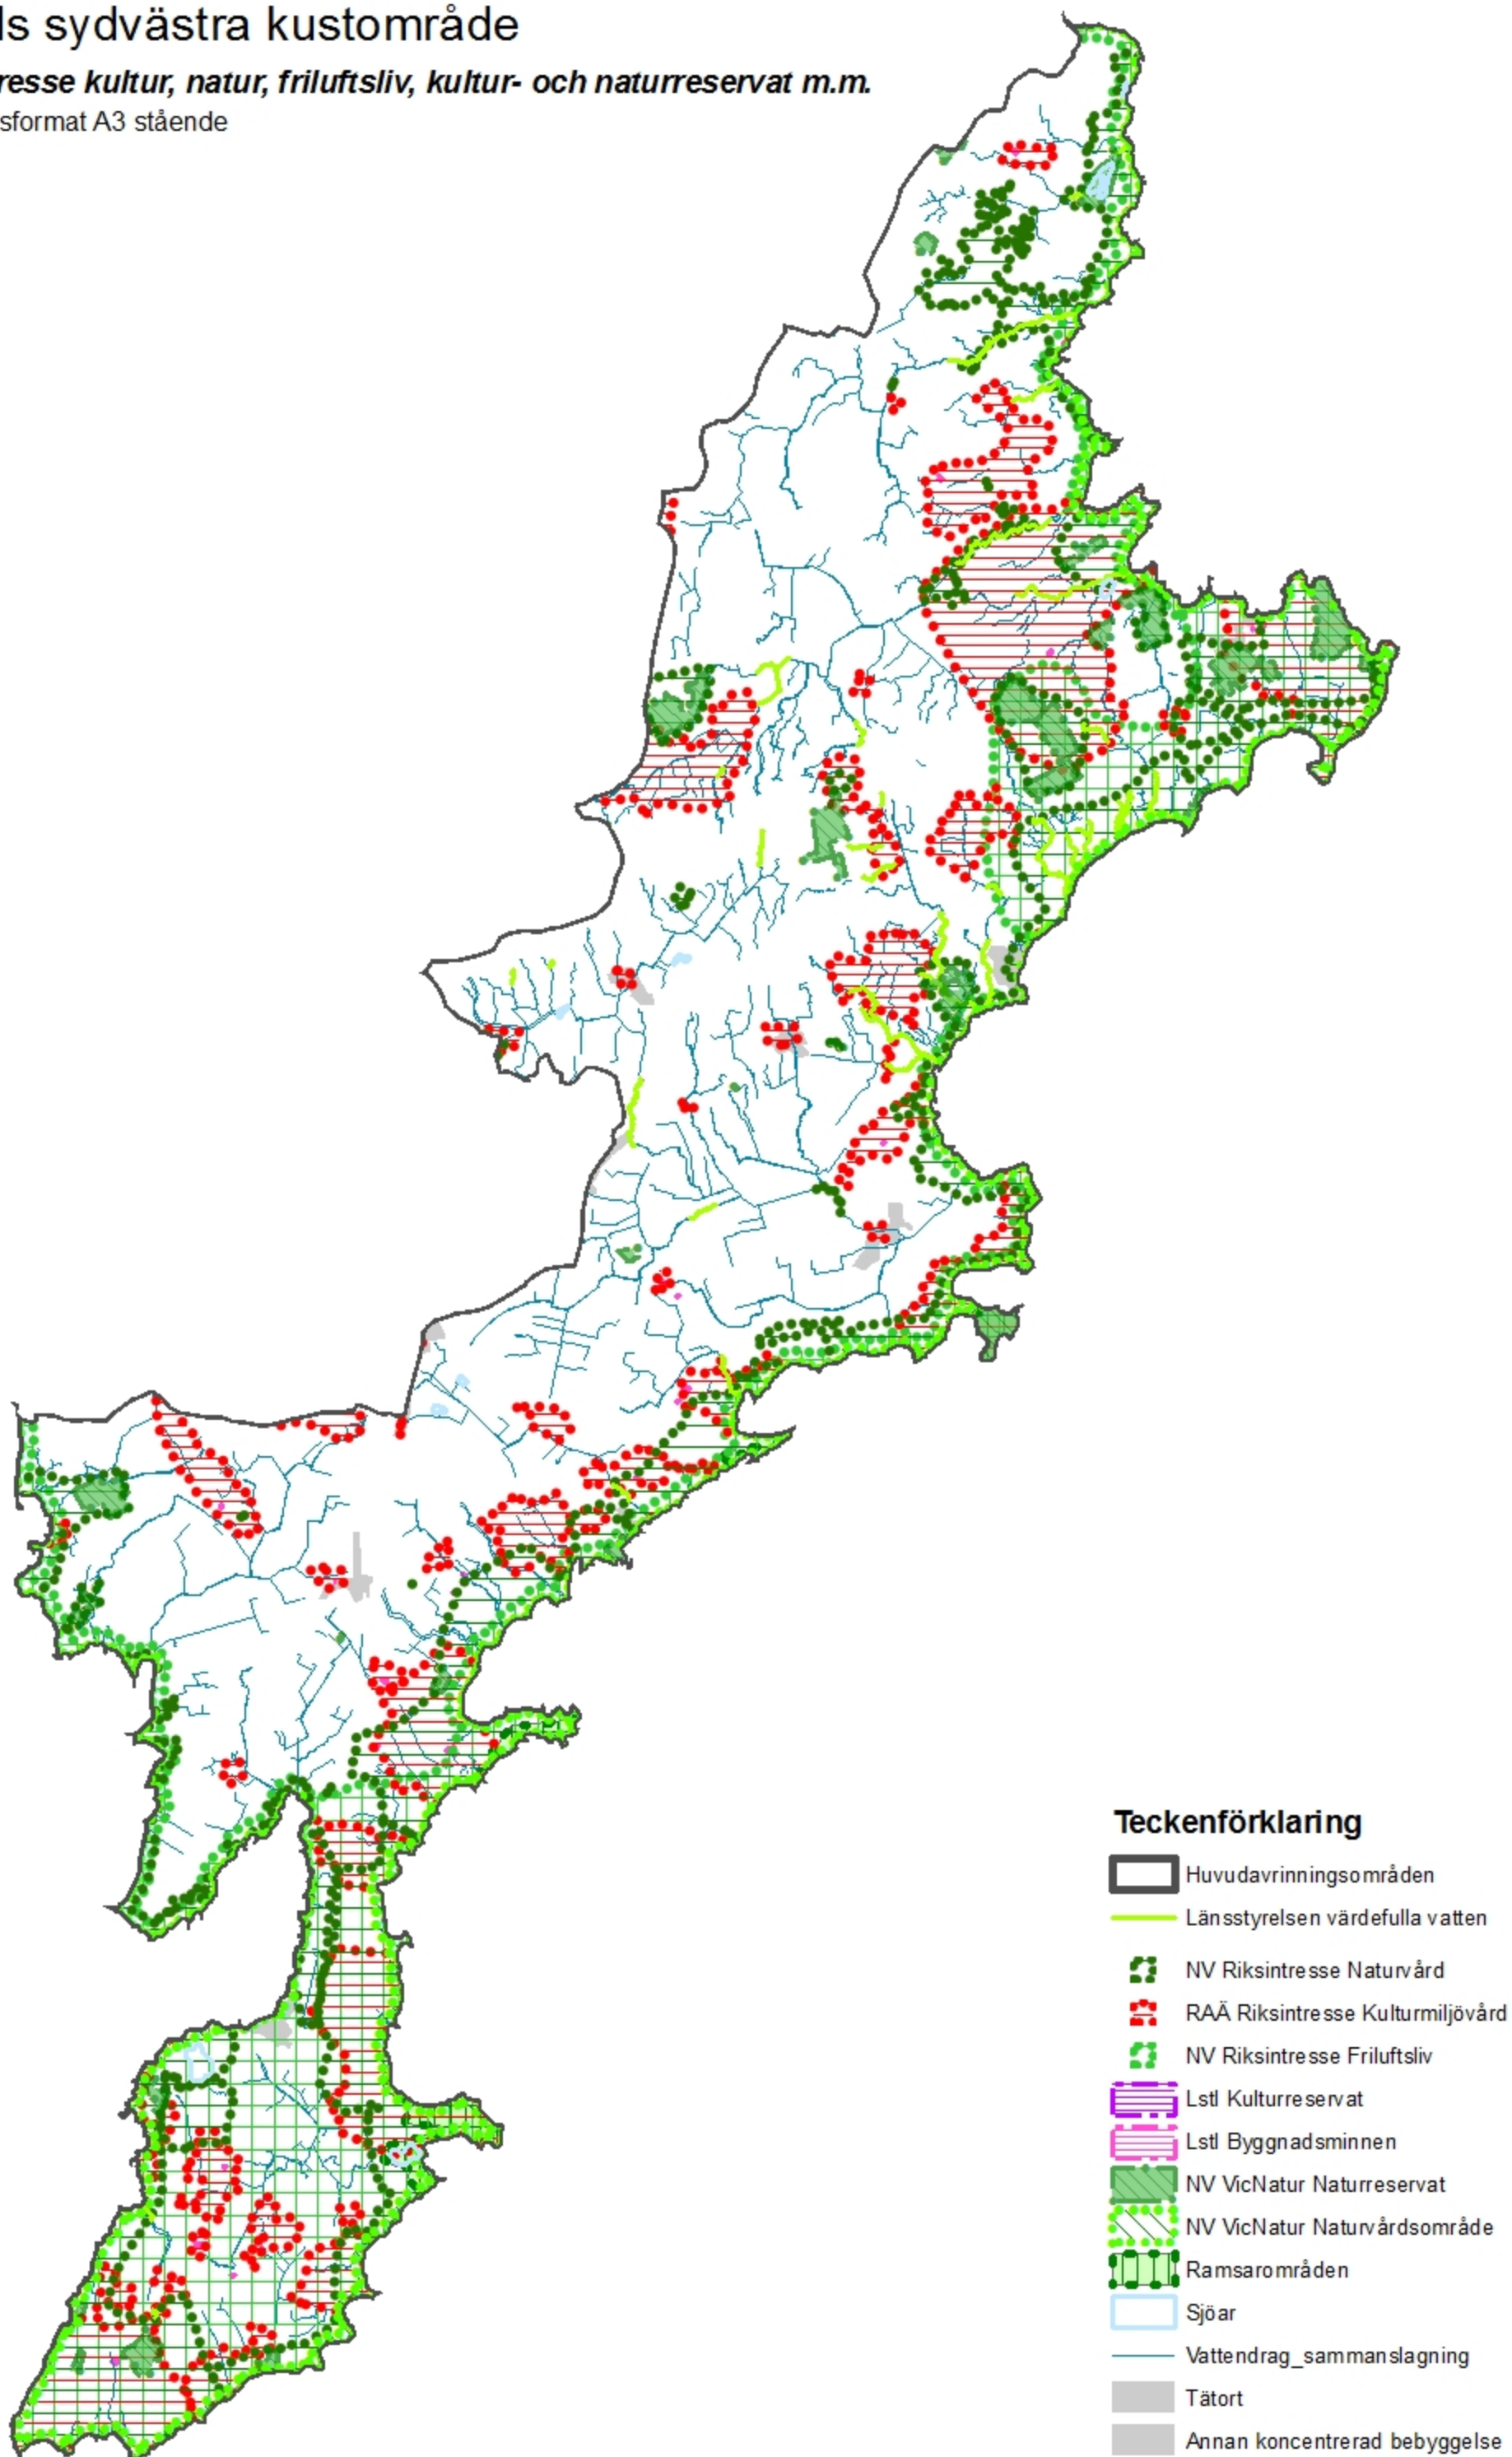 ls sydvästra kustområde
resse kultur, natur, friluftsliv, kultur- och naturreservat m.m.
sformat A3 stående
Teckenförklaring
Huvudavrinningsområden
Länsstyrelsen värdefulla vatten
NV Riksintresse Naturvård
RAÄ Riksintresse Kulturmiljövård
NV Riksintresse Friluftsliv
Lstl Kulturreservat
Lstl Byggnadsminnen
NV VicNatur Naturreservat
NV VicNatur Naturvårdsområde
Ramsarområden
Sjöar
Vattendrag_sammanslagning
Tätort
Annan koncentrerad bebyggelse